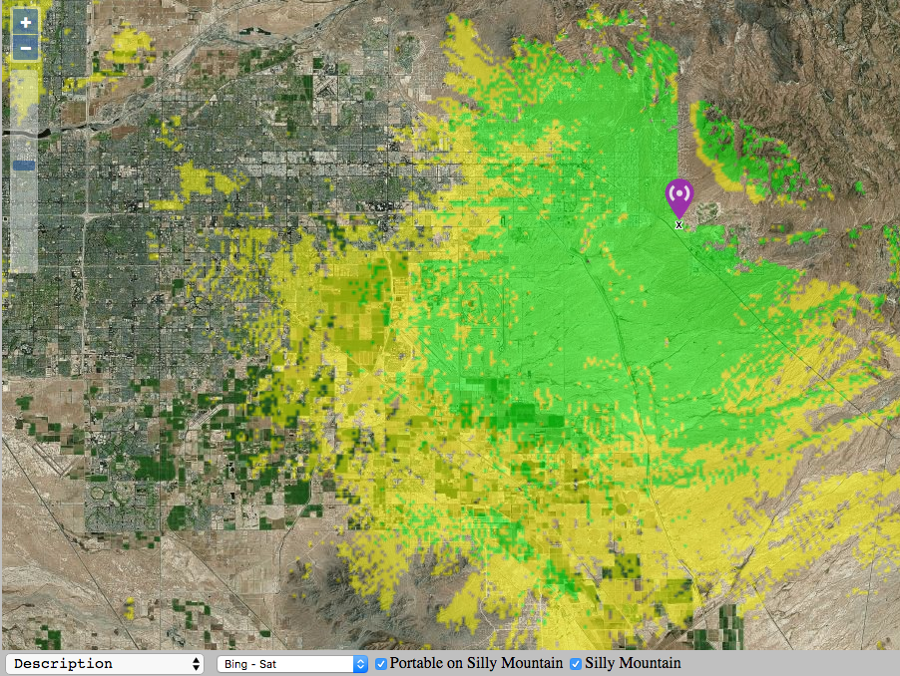 +
−
x
Description Bing - Sat Portable on Silly Mountain Silly Mountain